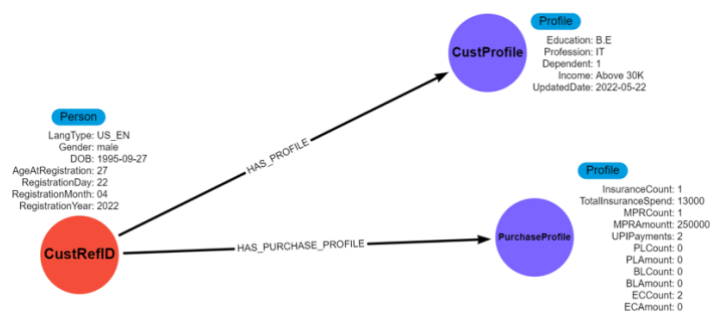 Profile
Education: B.E
Profession: IT
Dependent: 1
Income: Above 30K
UpdatedDate: 2022-05-22
CustProfile
HAS_PROFILE
Person
LangType: US_EN
Gender: male
DOB: 1995-09-27
AgeAtRegistration: 27
RegistrationDay: 22
RegistrationMonth: 04
RegistrationYear: 2022
CustRefID
HAS_PURCHASE_PROFILE
PurchaseProfile
Profile
InsuranceCount: 1
TotalInsuranceSpend: 13000
MPRCount: 1
MPRAmountt: 250000
UPIPayments: 2
PLCount: 0
PLAmount: 0
BLCount: 0
BLAmount: 0
ECCount: 2
ECAmount: 0